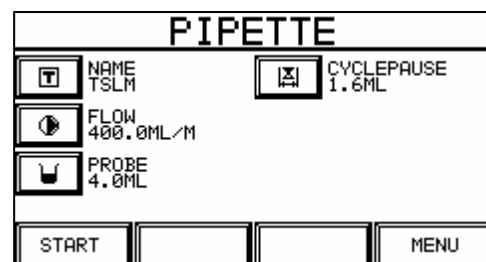 PIPETTE
T
NAME
TSLM
CYCLEPAUSE
1.6ML
FLOW
400.0ML/M
PROBE
4.0ML
START
MENU